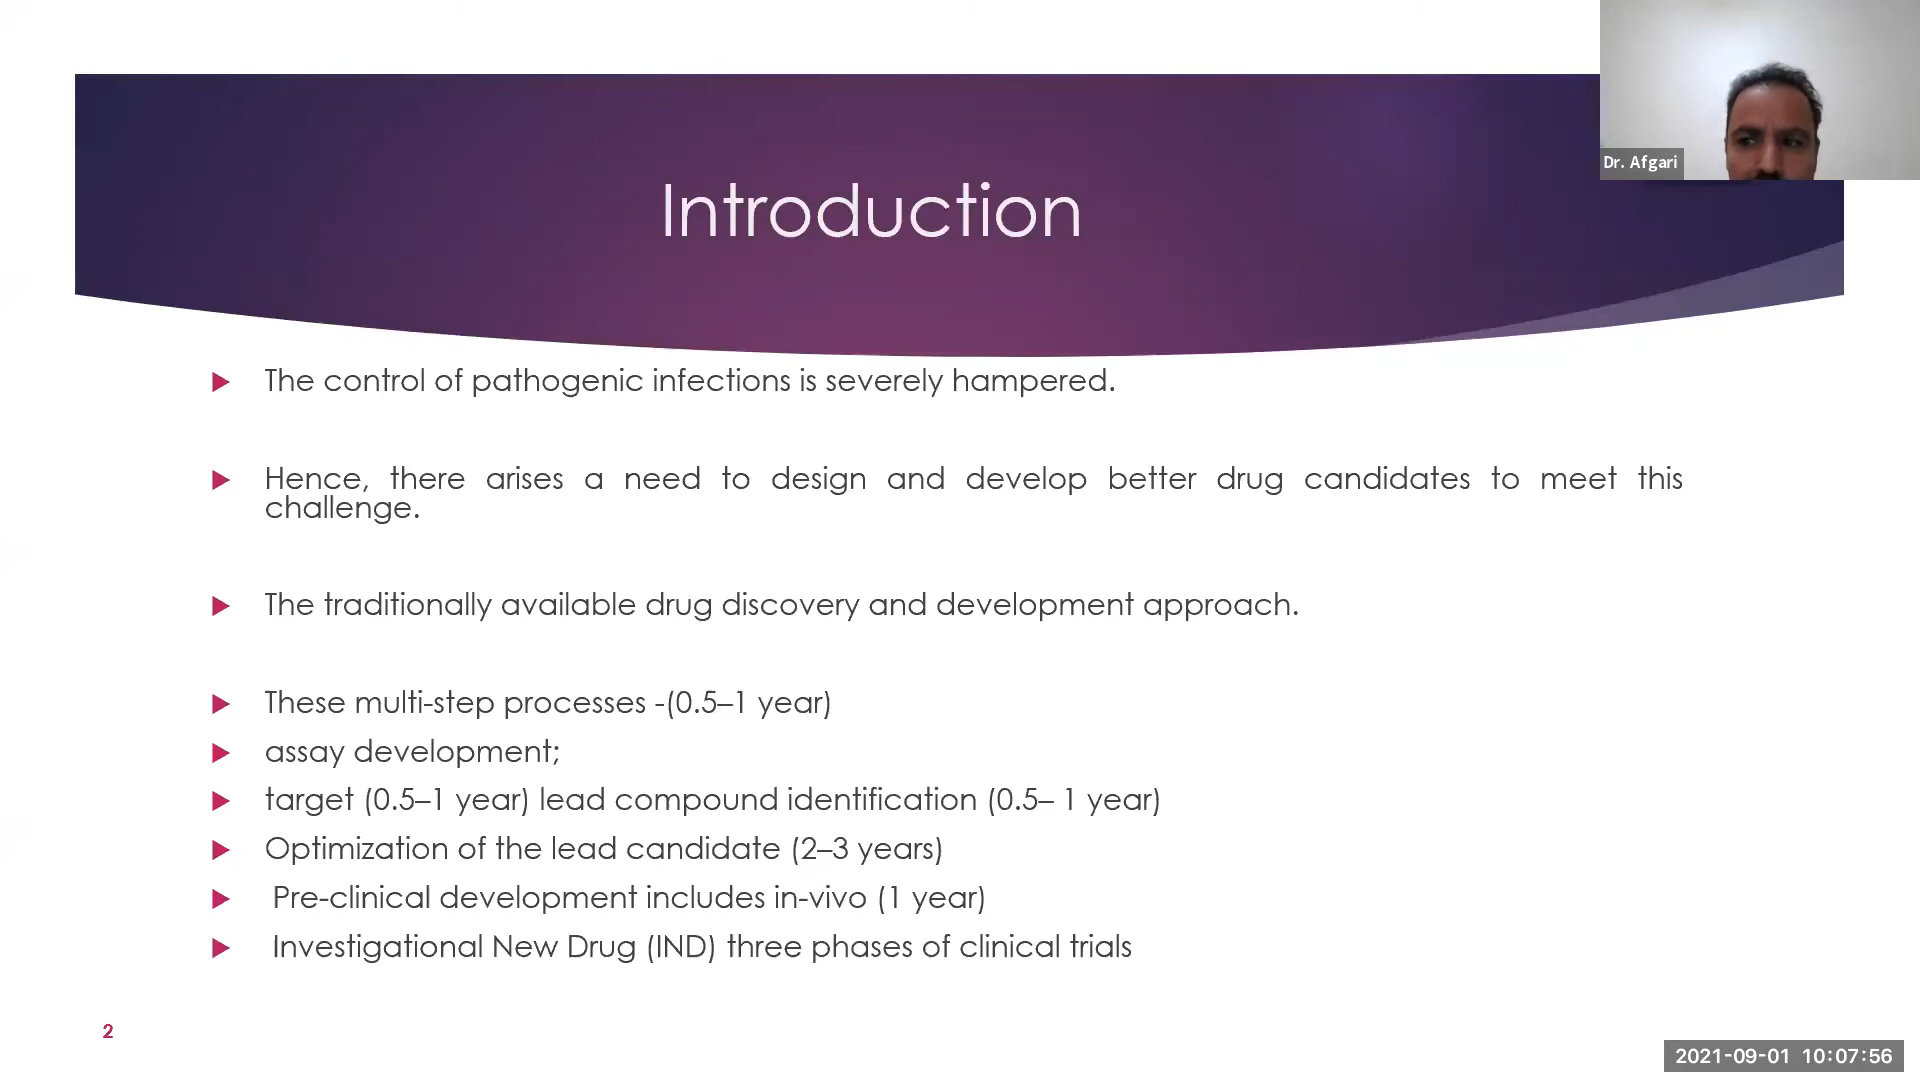 Dr. Afgari
Introduction
The control of pathogenic infections is severely hampered.
Hence, there arises a need to design and develop better drug candidates to meet this
challenge.
The traditionally available drug discovery and development approach.
These multi-step processes -(0.5–1 year)
assay development;
target (0.5–1 year) lead compound identification (0.5– 1 year)
Optimization of the lead candidate (2–3 years)
Pre-clinical development includes in-vivo (1 year)
Investigational New Drug (IND) three phases of clinical trials
2
2021-09-01 10:07:56